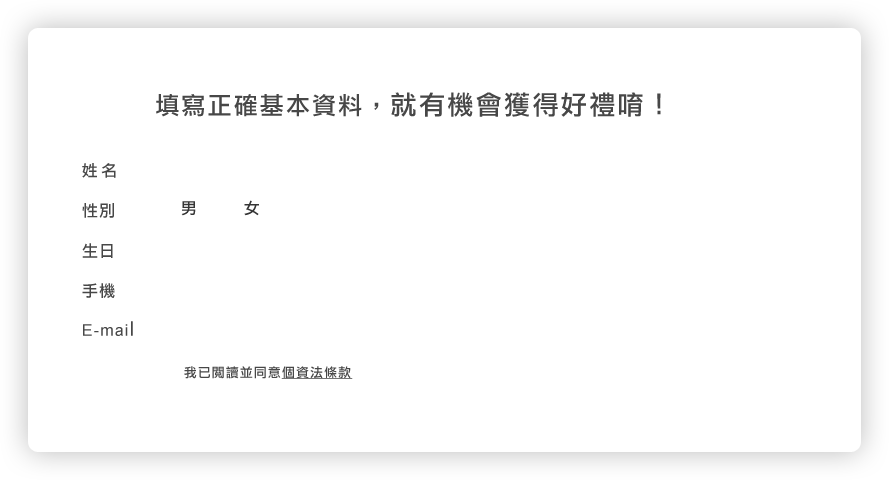 填寫正確基本資料，就有機會獲得好禮唷！
姓名
性別 男 女
生日
手機
E-mail
我已閱讀並同意個資法條款